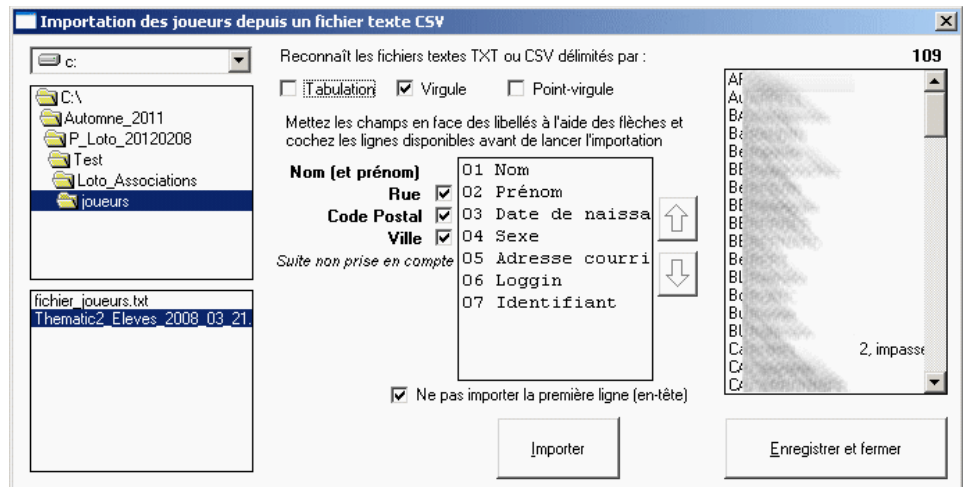 Importation des joueurs depuis un fichier texte CSV
c:
C:\
Automne_2011
P_Loto_20120208
Test
Loto_Associations
joueurs
fichier_joueurs.txt
Thematic2_Eleves_2008_03_21.
Reconnaît les fichiers textes TXT ou CSV délimités par :
Tabulation Virgule Point-virgule
Mettez les champs en face des libellés à l'aide des flèches et
cochez les lignes disponibles avant de lancer l'importation
Nom (et prénom)
Rue
Code Postal
Ville
Suite non prise en compte
01 Nom
02 Prénom
03 Date de naissa
04 Sexe
05 Adresse courri
06 Loggin
07 Identifiant
Ne pas importer la première ligne (en-tête)
Importer
109
2, impasse
Enregistrer et fermer